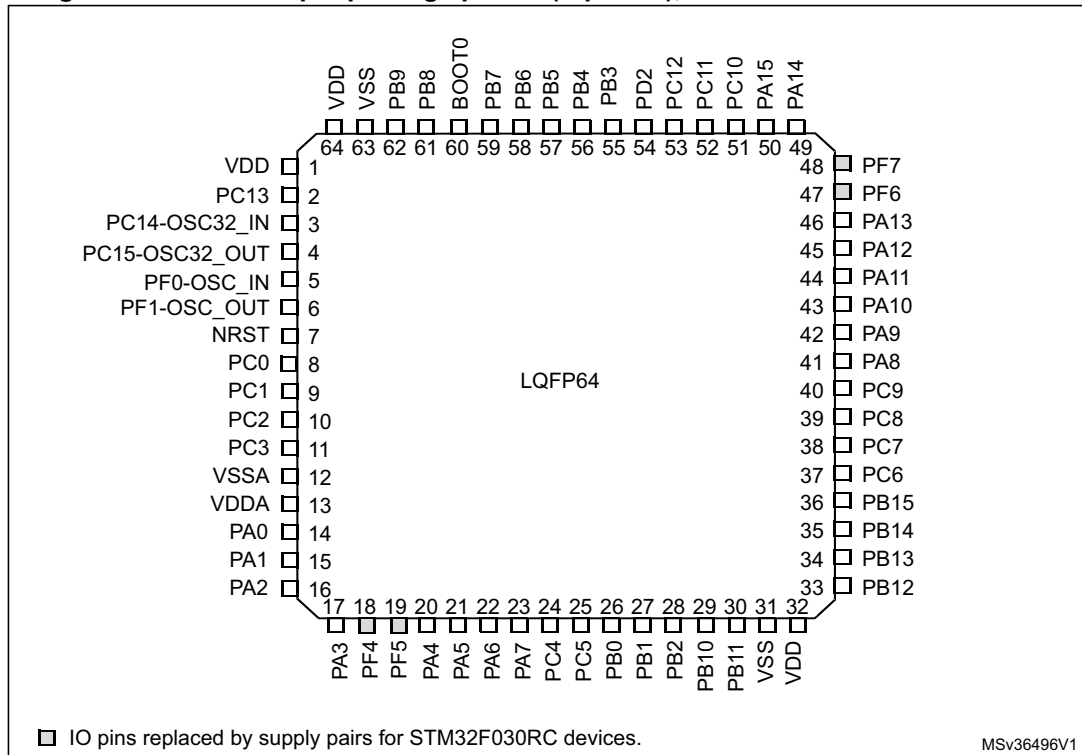 VDD
VSS
PB9
PB8
BOOT0
PB7
PB6
PB5
PB4
PB3
PD2
PC12
PC11
PC10
PA15
PA14
64 63 62 61 60 59 58 57 56 55 54 53 52 51 50 49
VDD 1 48 PF7
PC13 2 47 PF6
PC14-OSC32_IN 3 46 PA13
PC15-OSC32_OUT 4 45 PA12
PF0-OSC_IN 5 44 PA11
PF1-OSC_OUT 6 43 PA10
NRST 7 42 PA9
PC0 8 41 PA8
PC1 9 40 PC9
LQFP64
PC2 10 39 PC8
PC3 11 38 PC7
VSSA 12 37 PC6
VDDA 13 36 PB15
PA0 14 35 PB14
PA1 15 34 PB13
PA2 16 33 PB12
17 18 19 20 21 22 23 24 25 26 27 28 29 30 31 32
PA3
PF4
PF5
PA4
PA5
PA6
PA7
PC4
PC5
PB0
PB1
PB2
PB10
PB11
VSS
VDD
IO pins replaced by supply pairs for STM32F030RC devices.
MSv36496V1